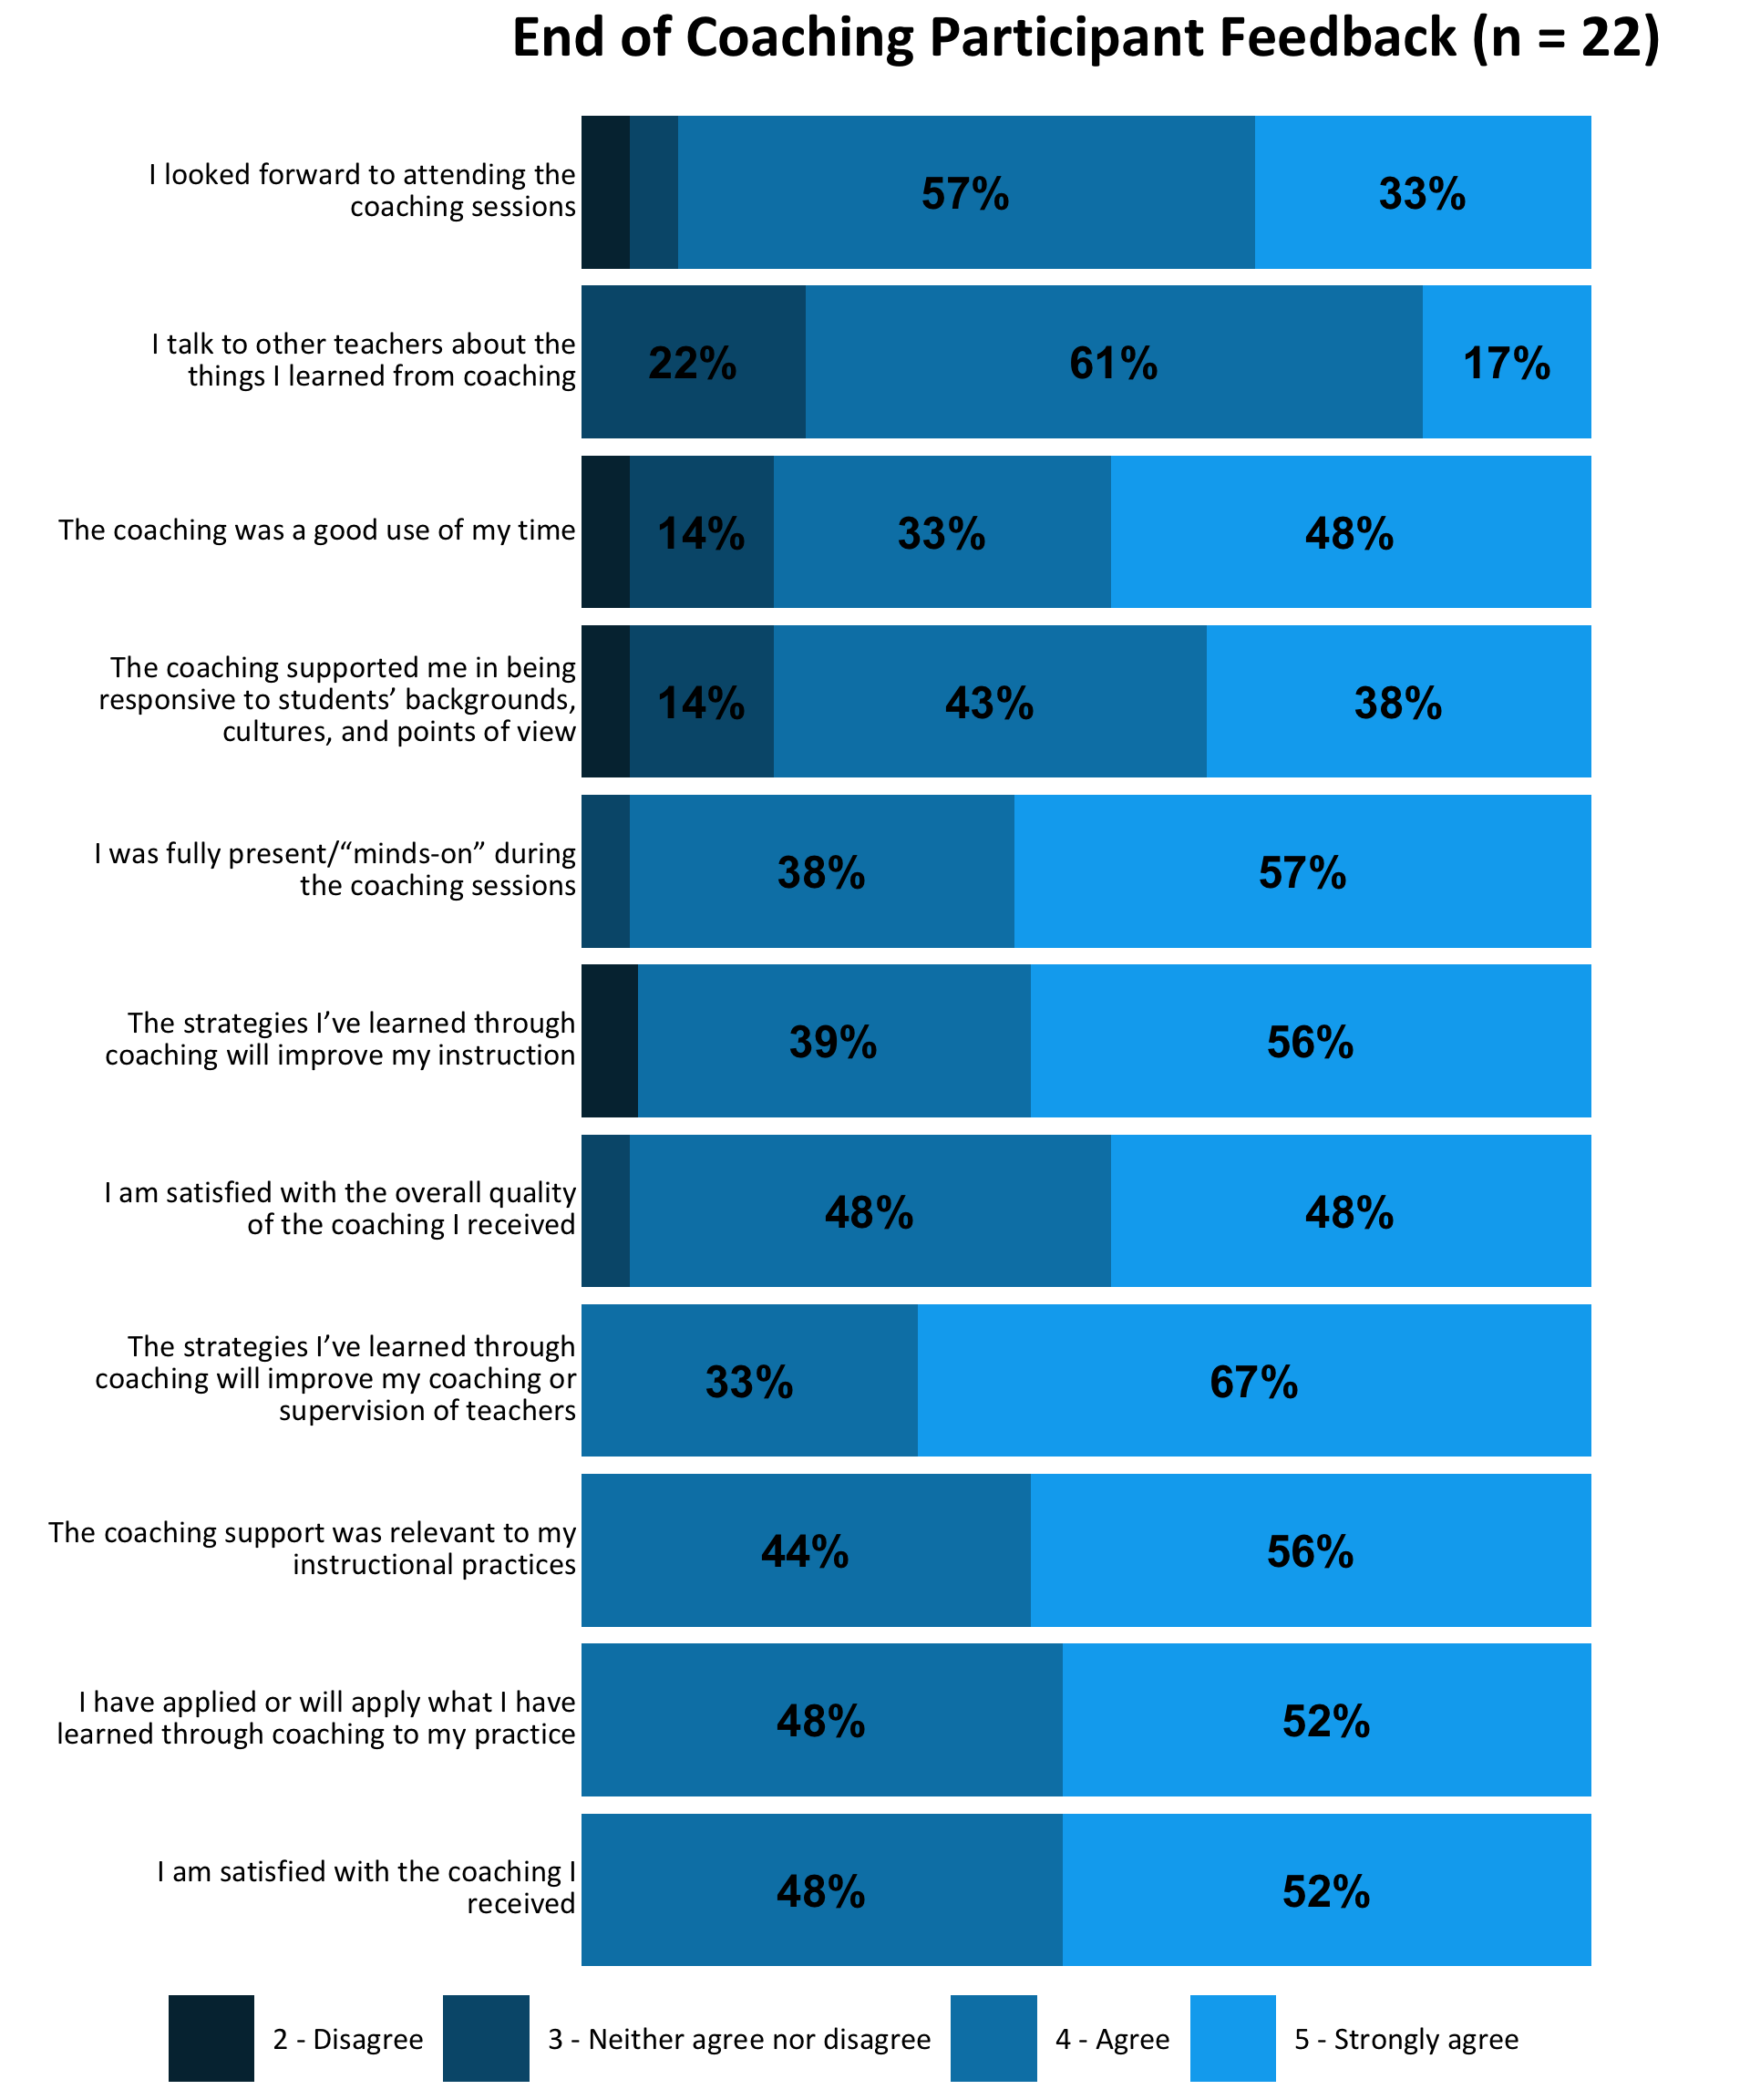 End of Coaching Participant Feedback (n = 22)
I looked forward to attending the
coaching sessions
57%
33%
I talk to other teachers about the
things I learned from coaching
22%
61%
17%
The coaching was a good use of my time
14%
33%
48%
The coaching supported me in being
responsive to students’ backgrounds,
cultures, and points of view
14%
43%
38%
I was fully present/“minds-on” during
the coaching sessions
38%
57%
The strategies I’ve learned through
coaching will improve my instruction
39%
56%
I am satisfied with the overall quality
of the coaching I received
48%
48%
The strategies I’ve learned through
coaching will improve my coaching or
supervision of teachers
33%
67%
The coaching support was relevant to my
instructional practices
44%
56%
I have applied or will apply what I have
learned through coaching to my practice
48%
52%
I am satisfied with the coaching I
received
48%
52%
2 - Disagree
3 - Neither agree nor disagree
4 - Agree
5 - Strongly agree